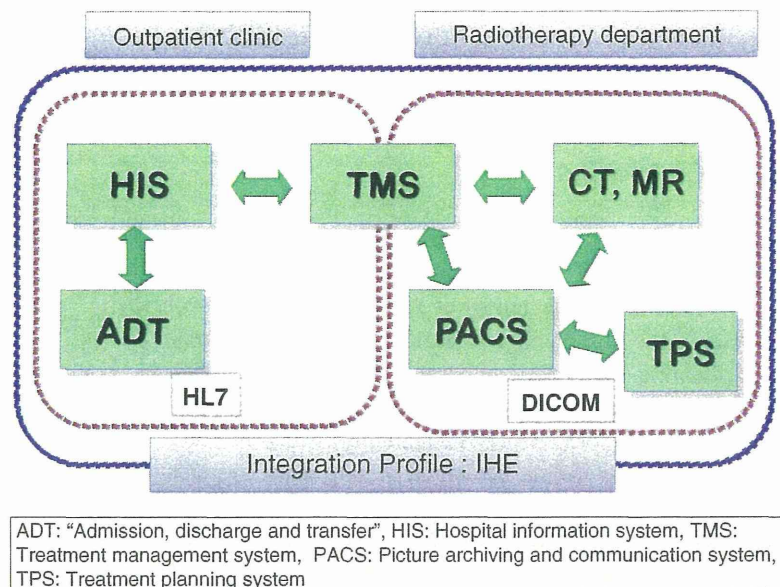 Outpatient clinic
Radiotherapy department
HIS
TMS
CT, MR
ADT
PACS
TPS
HL7
DICOM
Integration Profile : IHE
ADT: “Admission, discharge and transfer”, HIS: Hospital information system, TMS:
Treatment management system, PACS: Picture archiving and communication system,
TPS: Treatment planning system